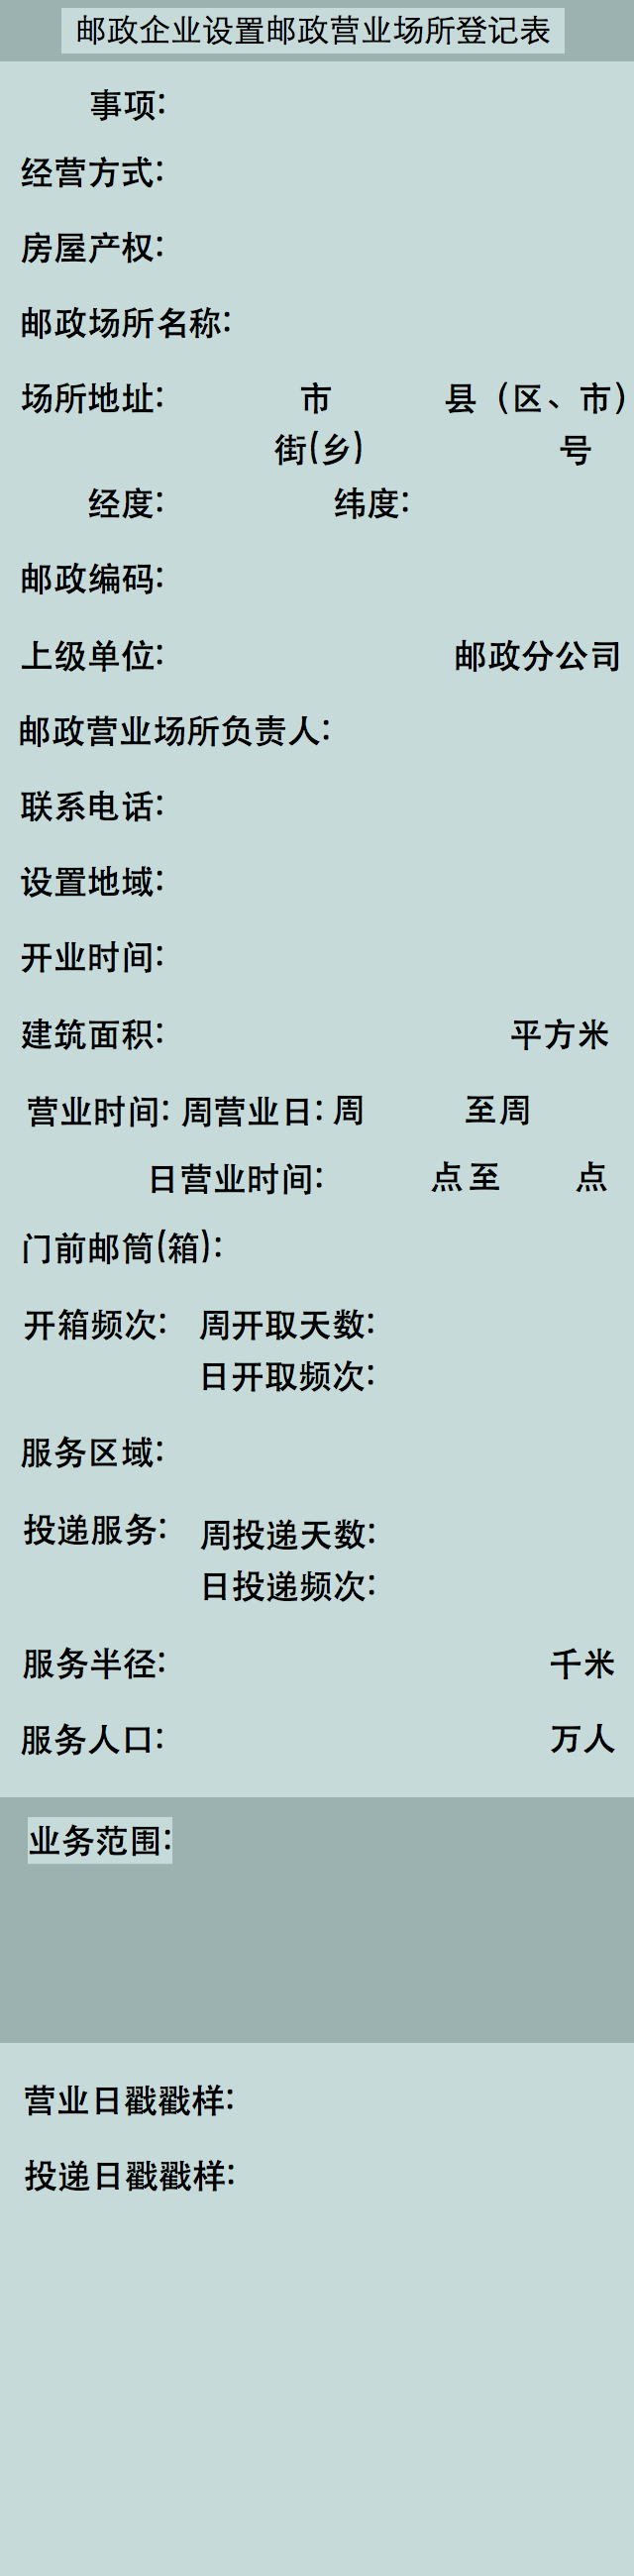 邮政企业设置邮政营业场所登记表
事项:
经营方式:
房屋产权:
邮政场所名称:
场所地址: 市 县（区、市）
街(乡) 号
经度: 纬度:
邮政编码:
上级单位: 邮政分公司
邮政营业场所负责人:
联系电话:
设置地域:
开业时间:
建筑面积: 平方米
营业时间: 周营业日: 周 至周
日营业时间: 点至 点
门前邮筒(箱):
开箱频次: 周开取天数:
日开取频次:
服务区域:
投递服务: 周投递天数:
日投递频次:
服务半径: 千米
服务人口: 万人
业务范围:
营业日戳戳样:
投递日戳戳样: